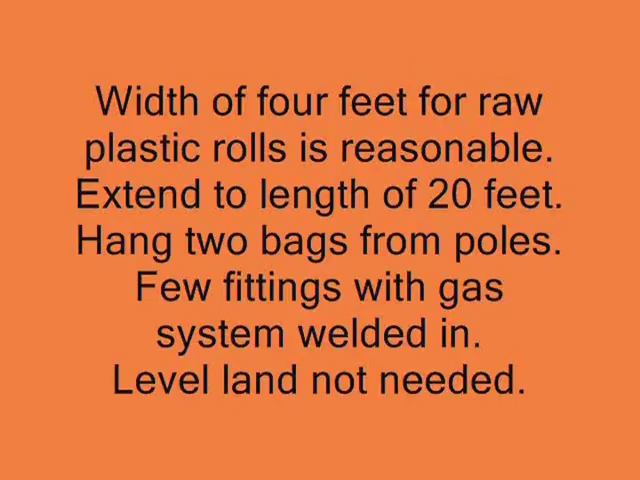 Width of four feet for raw
plastic rolls is reasonable.
Extend to length of 20 feet.
Hang two bags from poles.
Few fittings with gas
system welded in.
Level land not needed.